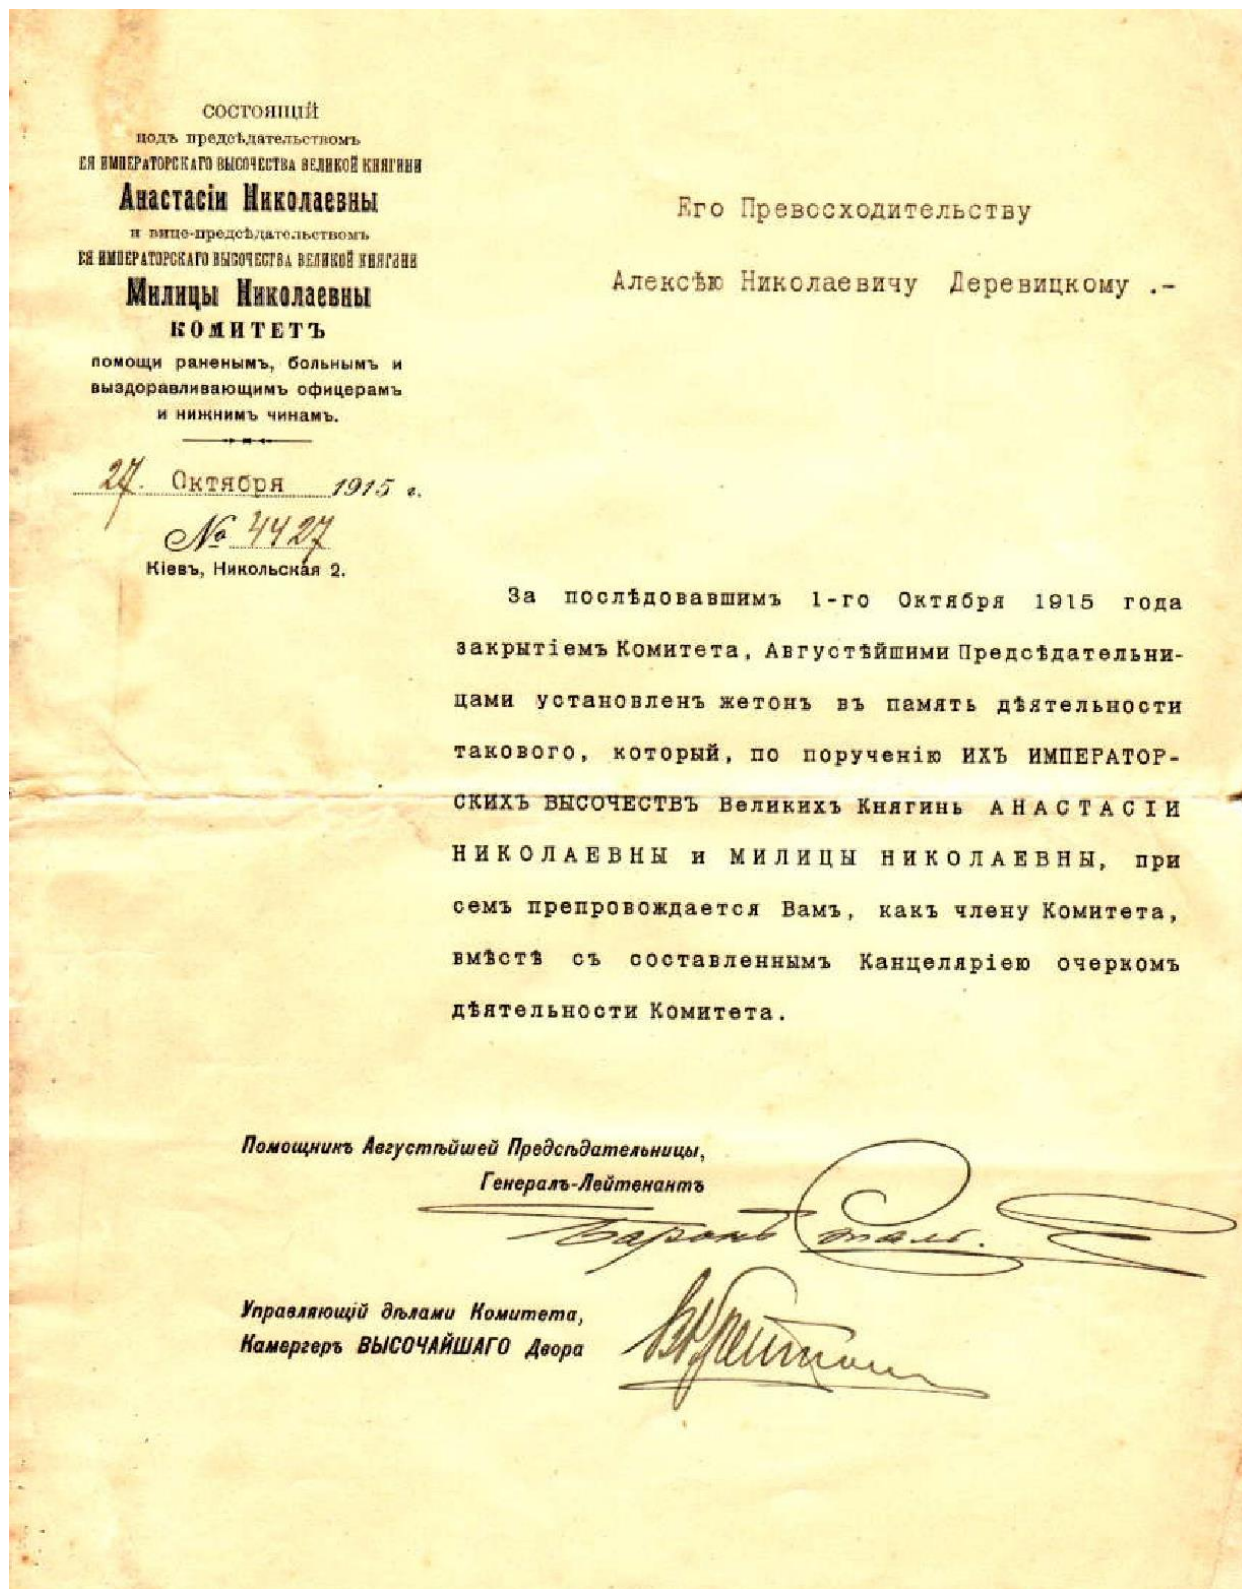 СОСТОЯЩІЙ
подъ предсѣдательствомъ
ЕЯ ИМПЕРАТОРСКАГО ВЫСОЧЕСТВА ВЕЛИКОЙ КНЯГИНИ
Анастасіи Николаевны
и вице-предсѣдательствомъ
ЕЯ ИМПЕРАТОРСКАГО ВЫСОЧЕСТВА ВЕЛИКОЙ КНЯГИНИ
Милицы Николаевны
КОМИТЕТЪ
помощи раненымъ, больнымъ и
выздоравливающимъ офицерамъ
и нижнимъ чинамъ.
27. Октября 1915 г.
№ 4427
Кіевъ, Никольская 2.
Его Превосходительству
Алексѣю Николаевичу Деревицкому .-
За послѣдовавшимъ 1-го Октября 1915 года
закрытіемъ Комитета, Августѣйшими Предсѣдательни-
цами установленъ жетонъ въ память дѣятельности
такового, который, по порученію ИХЪ ИМПЕРАТОР-
СКИХЪ ВЫСОЧЕСТВЪ Великихъ Княгинь АНАСТАСІИ
НИКОЛАЕВНЫ и МИЛИЦЫ НИКОЛАЕВНЫ, при
семъ препровождается Вамъ, какъ члену Комитета,
вмѣстѣ съ составленнымъ Канцеляріею очеркомъ
дѣятельности Комитета.
Помощникъ Августѣйшей Предсѣдательницы,
Генералъ-Лейтенантъ
Баронъ Сталь.
Управляющій дѣлами Комитета,
Камергеръ ВЫСОЧАЙШАГО Двора